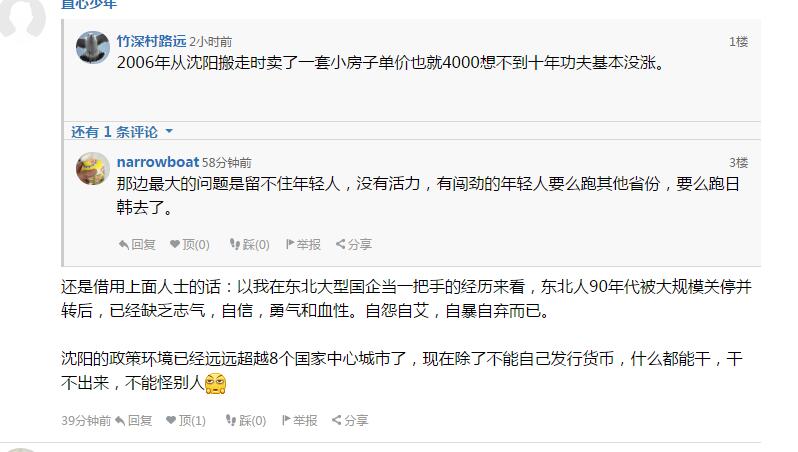 直心少年
竹深村路远 2小时前 1楼
2006年从沈阳搬走时卖了一套小房子单价也就4000想不到十年功夫基本没涨。
还有 1 条评论
narrowboat 58分钟前 3楼
那边最大的问题是留不住年轻人，没有活力，有闯劲的年轻人要么跑其他省份，要么跑日
韩去了。
回复 顶(0) 踩(0) 举报 分享
还是借用上面人士的话：以我在东北大型国企当一把手的经历来看，东北人90年代被大规模关停并
转后，已经缺乏志气，自信，勇气和血性。自怨自艾，自暴自弃而已。
沈阳的政策环境已经远远超越8个国家中心城市了，现在除了不能自己发行货币，什么都能干，干
不出来，不能怪别人
39分钟前 回复 顶(1) 踩(0) 举报 分享